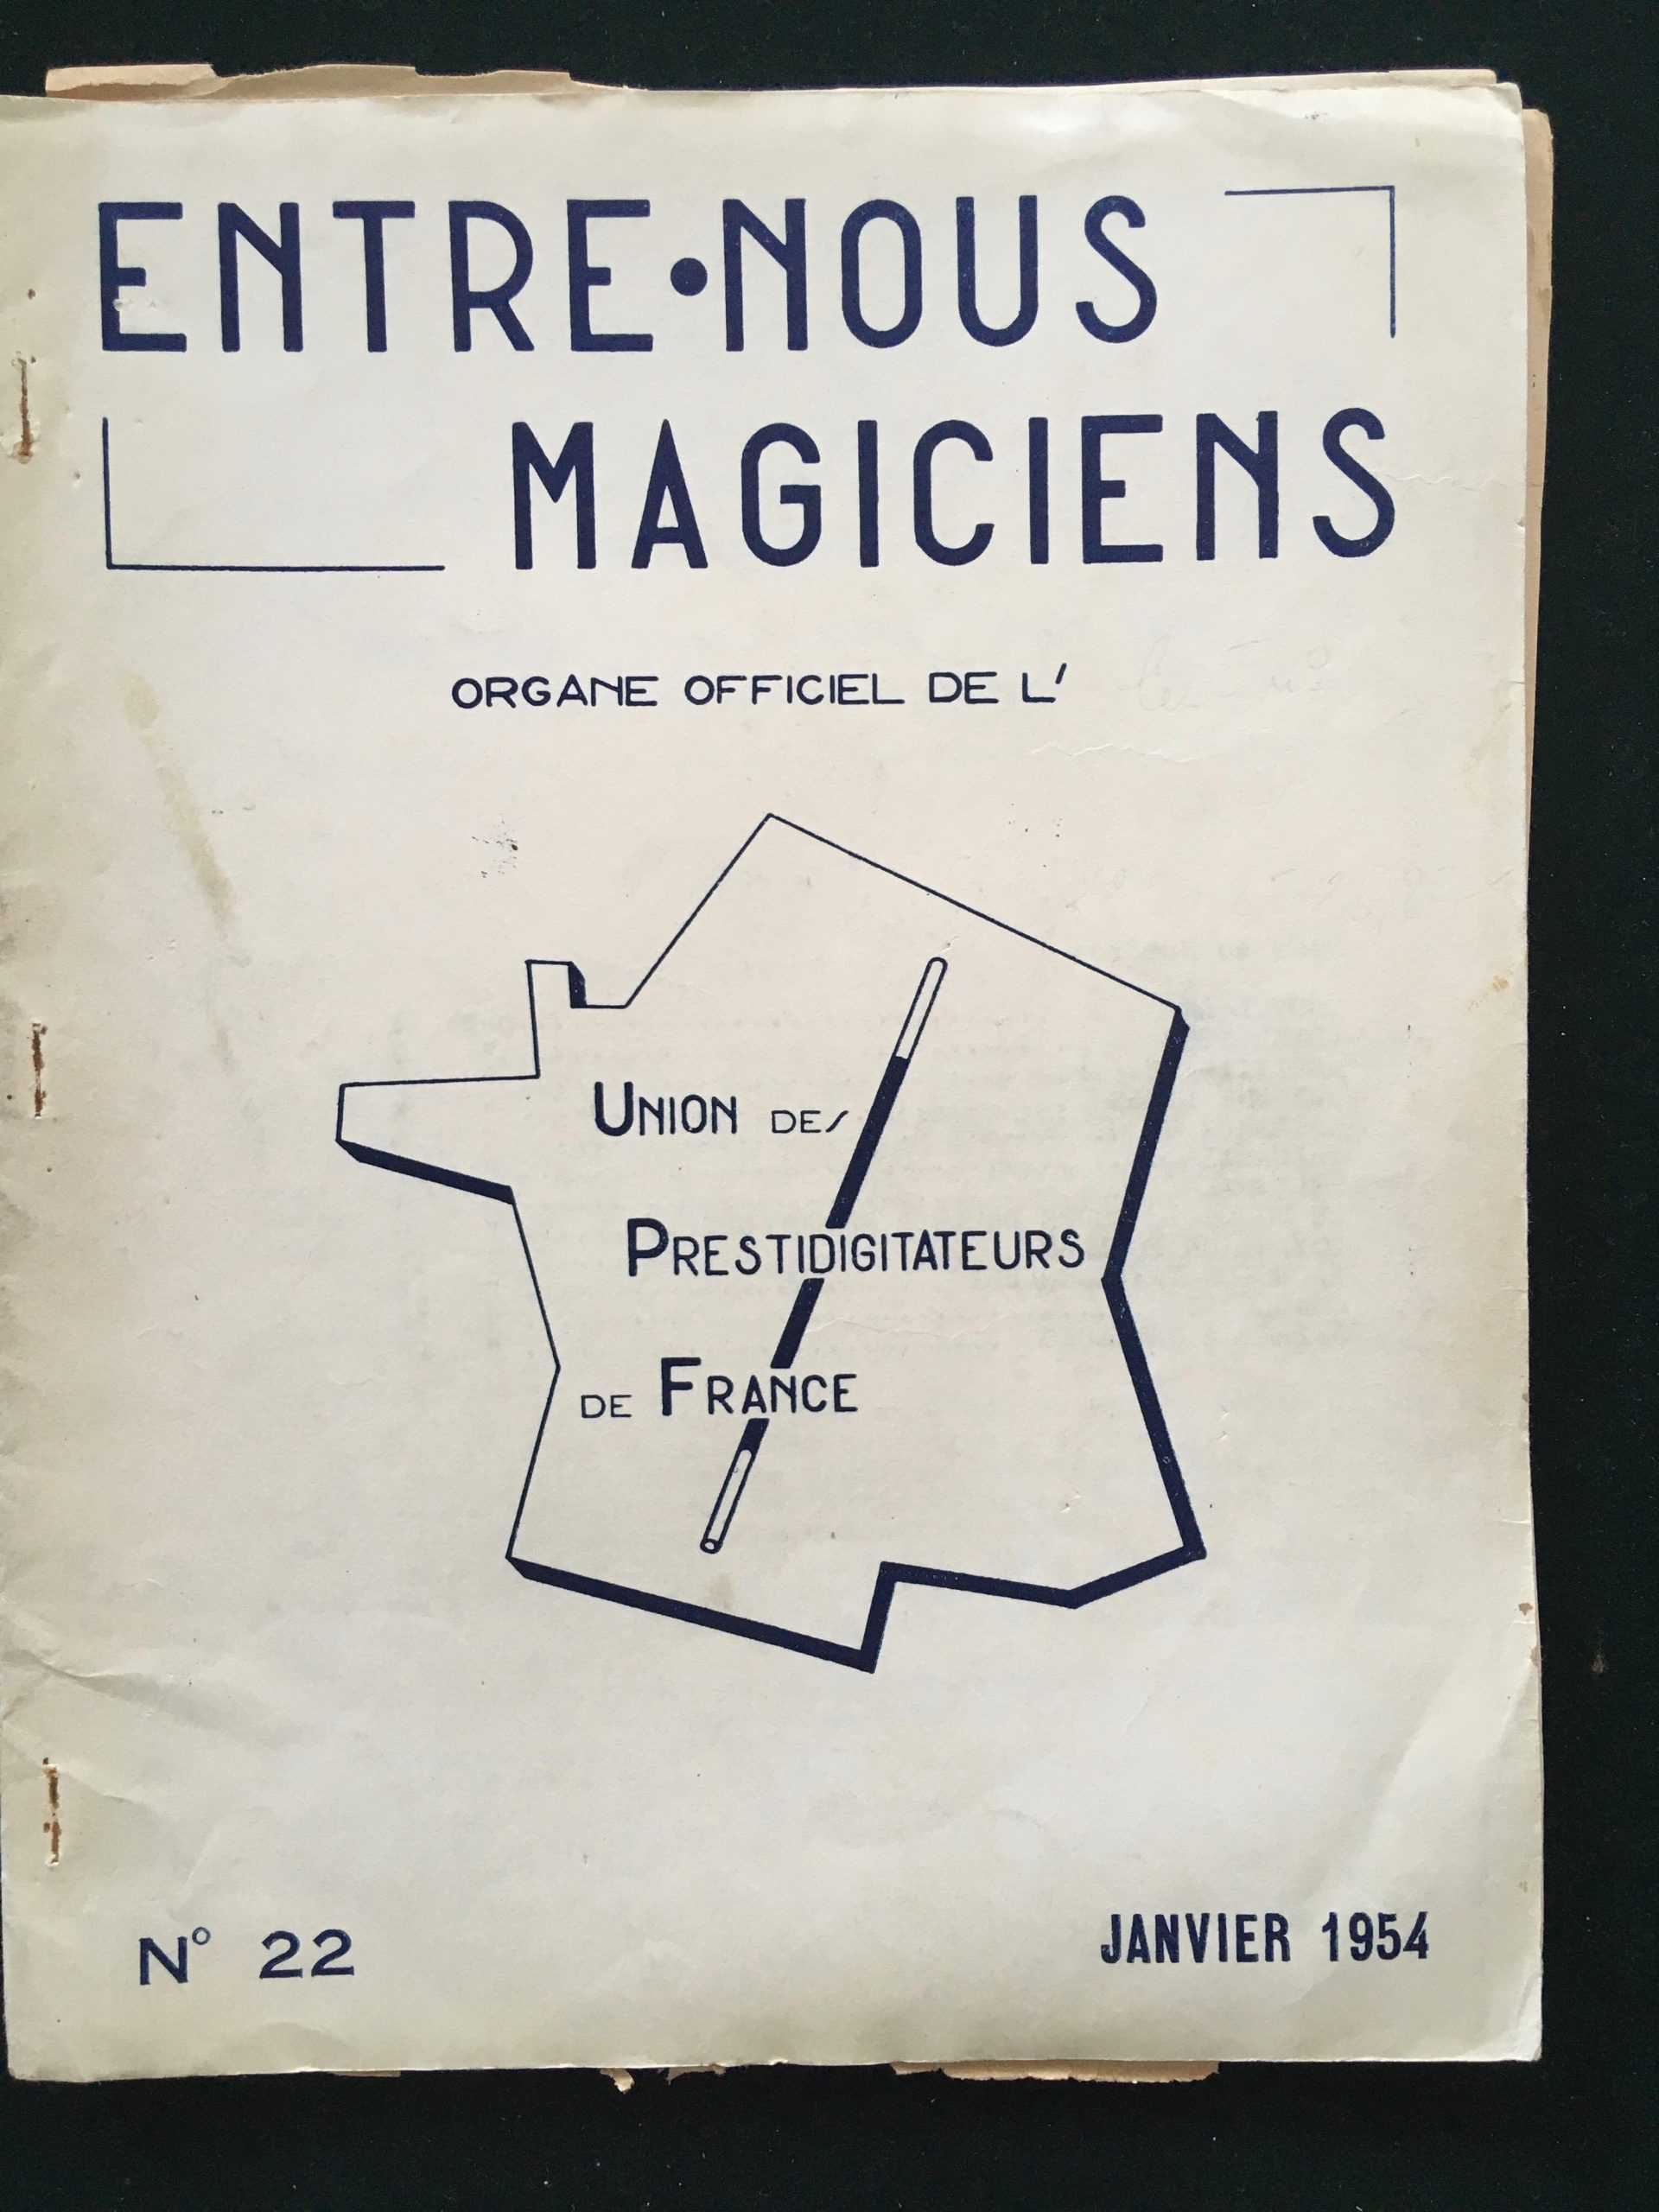 ENTRE•NOUS
MAGICIENS
ORGANE OFFICIEL DE L'
UNION DES
PRESTIDIGITATEURS
DE FRANCE
N° 22
JANVIER 1954